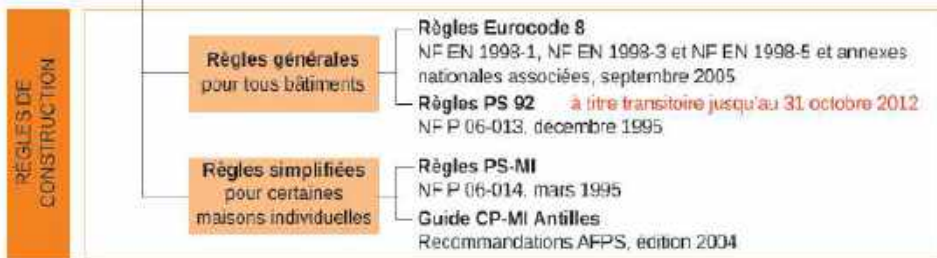 RÈGLES DE
CONSTRUCTION
Règles générales
pour tous bâtiments
Règles Eurocode 8
NF EN 1998-1, NF EN 1998-3 et NF EN 1998-5 et annexes
nationales associées, septembre 2005
Règles PS 92 à titre transitoire jusqu'au 31 octobre 2012
NF P 06-013, décembre 1995
Règles simplifiées
pour certaines
maisons individuelles
Règles PS-MI
NF P 06-014, mars 1995
Guide CP-MI Antilles
Recommandations AFPS, édition 2004